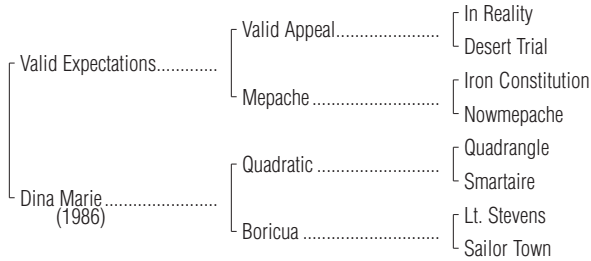 In Reality
Valid Appeal........................
Desert Trial
Valid Expectations.............
Iron Constitution
Mepache ............................
Nowmepache
Quadrangle
Quadratic ...........................
Smartaire
Dina Marie........................
(1986)
Lt. Stevens
Boricua ..............................
Sailor Town